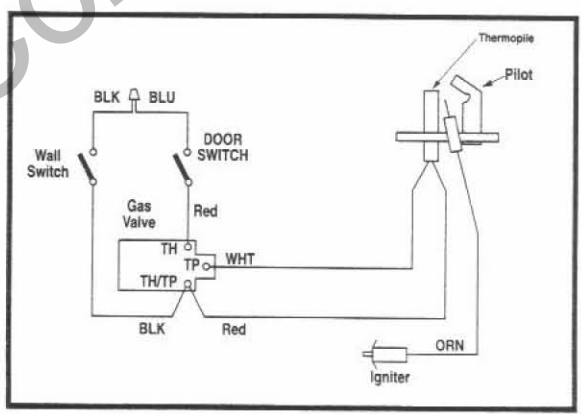 Thermopile
Pilot
BLK
BLU
Wall
Switch
DOOR
SWITCH
Gas
Valve
Red
TH
TP
WHT
TH/TP
BLK
Red
ORN
Igniter